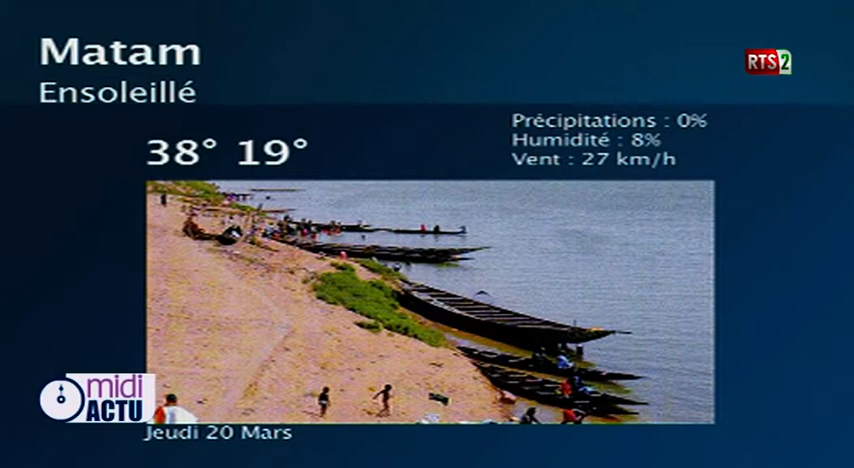 Matam
Ensoleillé
RTS2
38° 19°
Précipitations : 0%
Humidité : 8%
Vent : 27 km/h
midi
ACTU
Jeudi 20 Mars